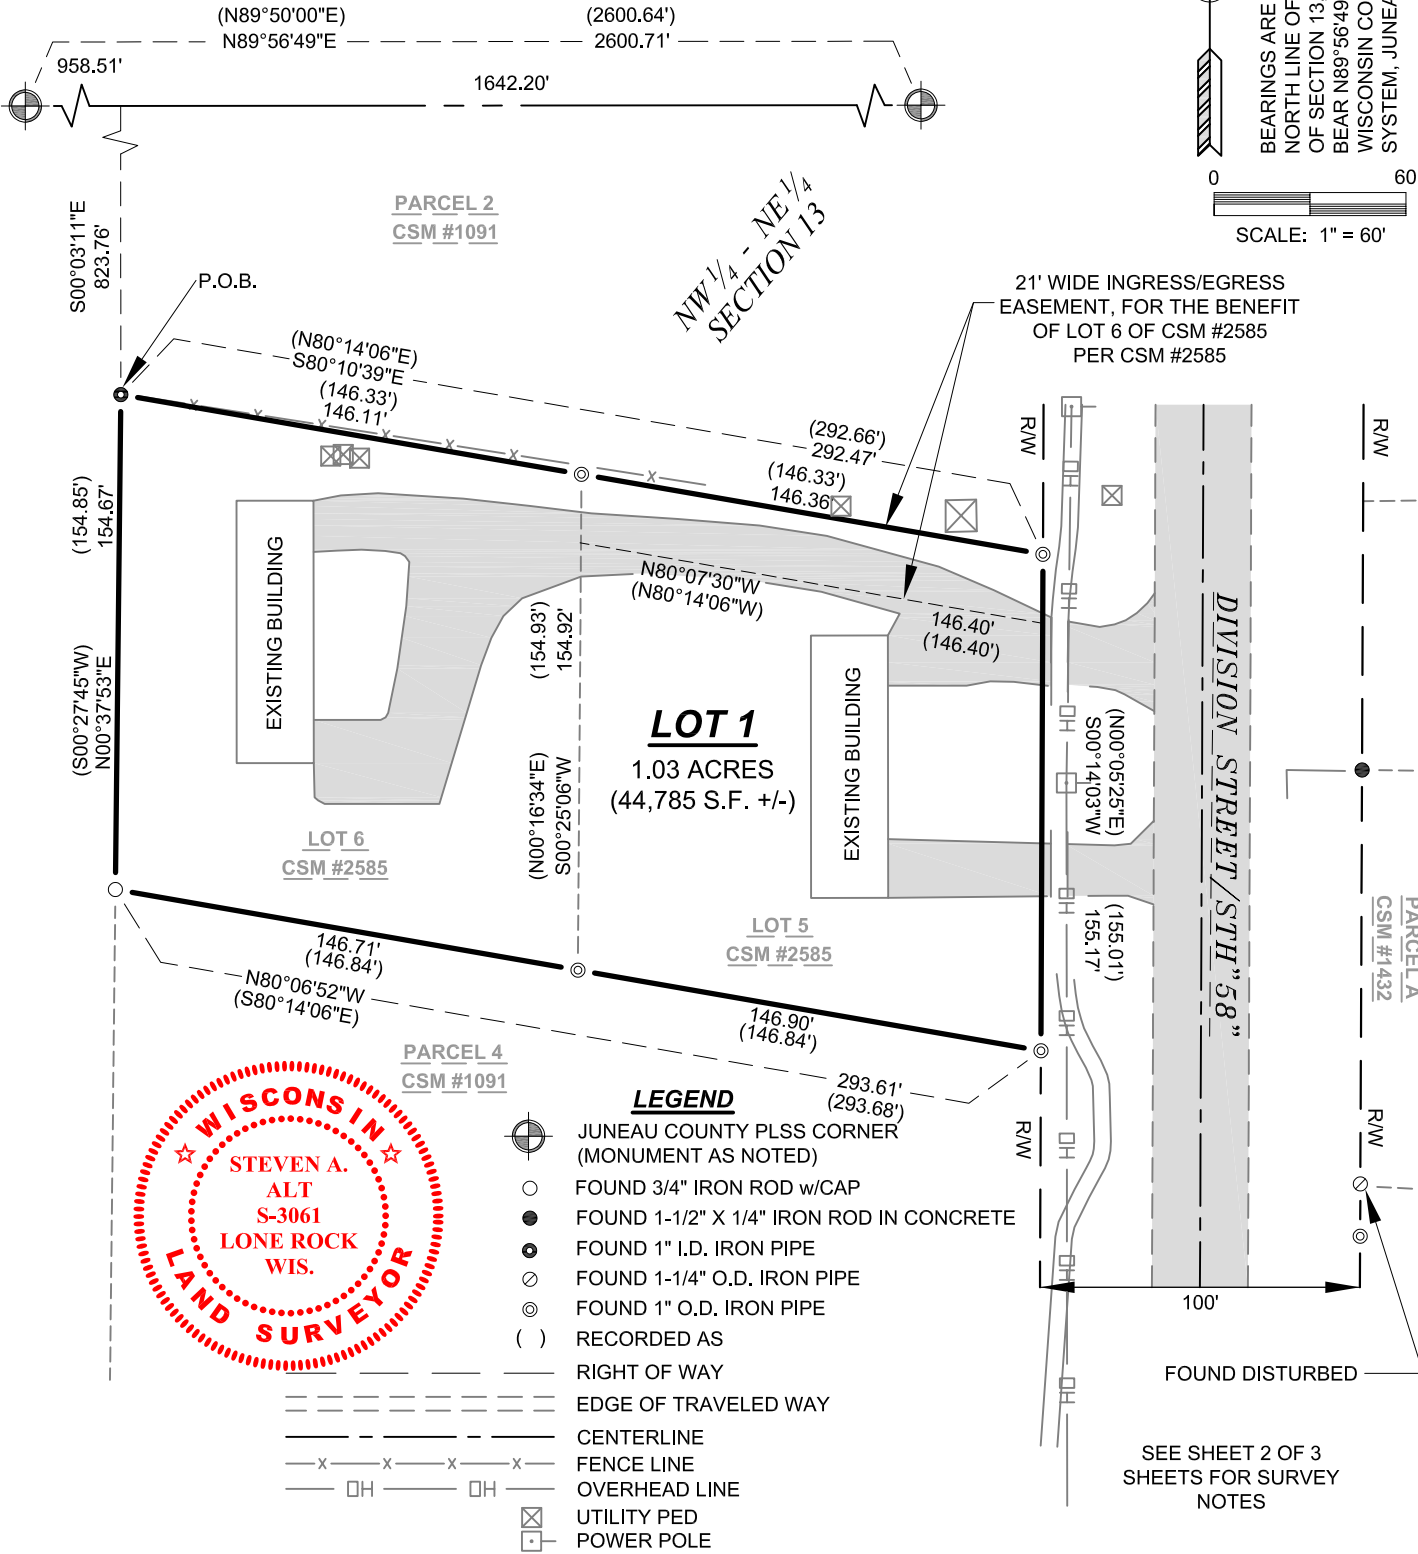 (N89°50'00"E)
(2600.64')
N89°56'49"E
2600.71'
958.51'
1642.20'
BEARINGS ARE
NORTH LINE OF
OF SECTION 13,
BEAR N89°56'49
WISCONSIN CO
SYSTEM, JUNEA
0
60
SCALE: 1" = 60'
S00°03'11"E
823.76'
PARCEL 2
CSM #1091
NW 1/4 - NE 1/4
SECTION 13
P.O.B.
21' WIDE INGRESS/EGRESS
EASEMENT, FOR THE BENEFIT
OF LOT 6 OF CSM #2585
PER CSM #2585
(N80°14'06"E)
S80°10'39"E
(146.33')
146.11'
(292.66')
292.47'
(146.33')
146.36'
R/W
R/W
(154.85')
154.67'
(S00°27'45"W)
N00°37'53"E
EXISTING BUILDING
N80°07'30"W
(N80°14'06"W)
146.40'
(146.40')
(154.93')
154.92'
(N00°16'34"E)
S00°25'06"W
LOT 1
1.03 ACRES
(44,785 S.F. +/-)
EXISTING BUILDING
(N00°05'25"E)
S00°14'03"W
(155.01')
155.17'
DIVISION STREET/STH"58"
PARCEL A
CSM #1432
LOT 6
CSM #2585
LOT 5
CSM #2585
146.71'
(146.84')
N80°06'52"W
(S80°14'06"E)
146.90'
(146.84')
293.61'
(293.68')
PARCEL 4
CSM #1091
R/W
R/W
WISCONSIN
STEVEN A.
ALT
S-3061
LONE ROCK
WIS.
LAND SURVEYOR
LEGEND
JUNEAU COUNTY PLSS CORNER
(MONUMENT AS NOTED)
FOUND 3/4" IRON ROD w/CAP
FOUND 1-1/2" X 1/4" IRON ROD IN CONCRETE
FOUND 1" I.D. IRON PIPE
FOUND 1-1/4" O.D. IRON PIPE
FOUND 1" O.D. IRON PIPE
( ) RECORDED AS
RIGHT OF WAY
EDGE OF TRAVELED WAY
CENTERLINE
FENCE LINE
OVERHEAD LINE
UTILITY PED
POWER POLE
100'
FOUND DISTURBED
SEE SHEET 2 OF 3
SHEETS FOR SURVEY
NOTES